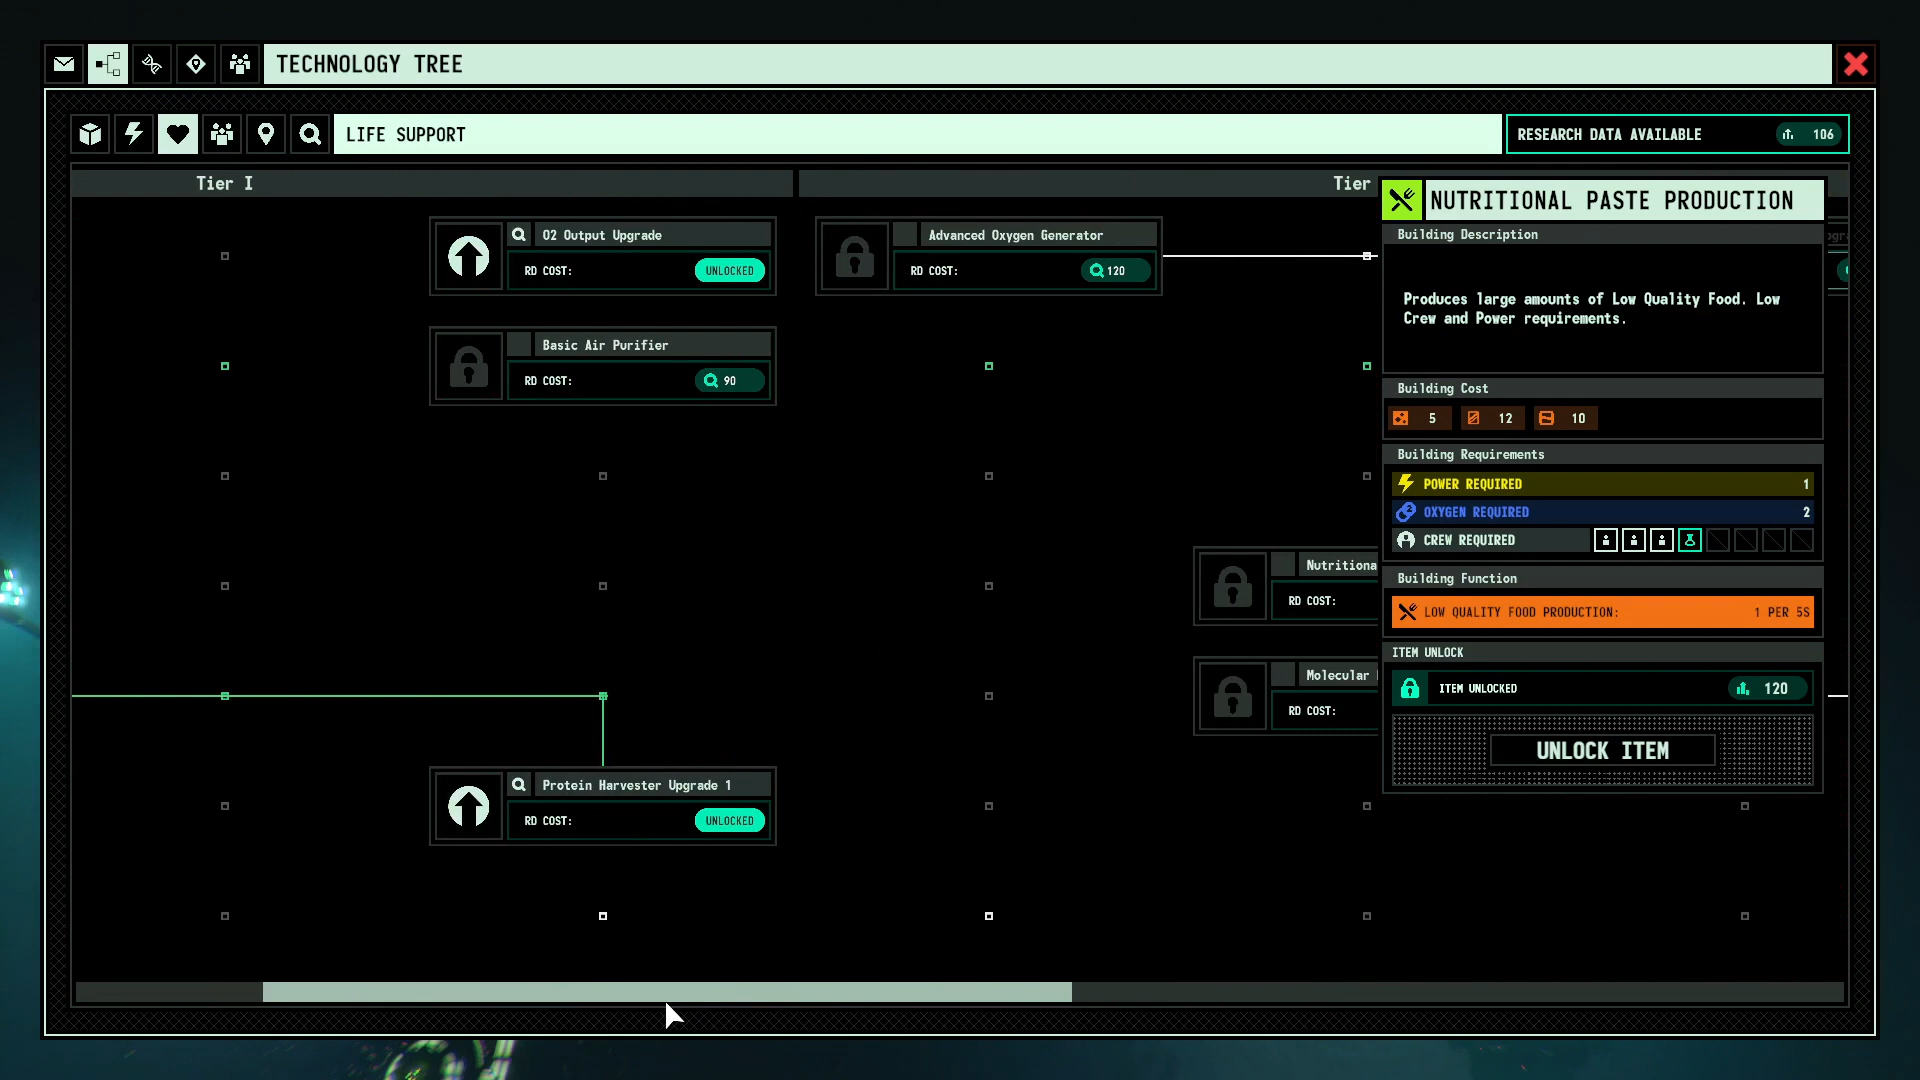 TECHNOLOGY TREE
LIFE SUPPORT
RESEARCH DATA AVAILABLE 106
Tier I
Tier
O2 Output Upgrade
RD COST: UNLOCKED
Advanced Oxygen Generator
RD COST: 120
Basic Air Purifier
RD COST: 90
Nutritiona
RD COST:
Molecular
RD COST:
Protein Harvester Upgrade 1
RD COST: UNLOCKED
NUTRITIONAL PASTE PRODUCTION
Building Description
Produces large amounts of Low Quality Food. Low
Crew and Power requirements.
Building Cost
5 12 10
Building Requirements
POWER REQUIRED 1
OXYGEN REQUIRED 2
CREW REQUIRED
Building Function
LOW QUALITY FOOD PRODUCTION: 1 PER 5S
ITEM UNLOCK
ITEM UNLOCKED 120
UNLOCK ITEM